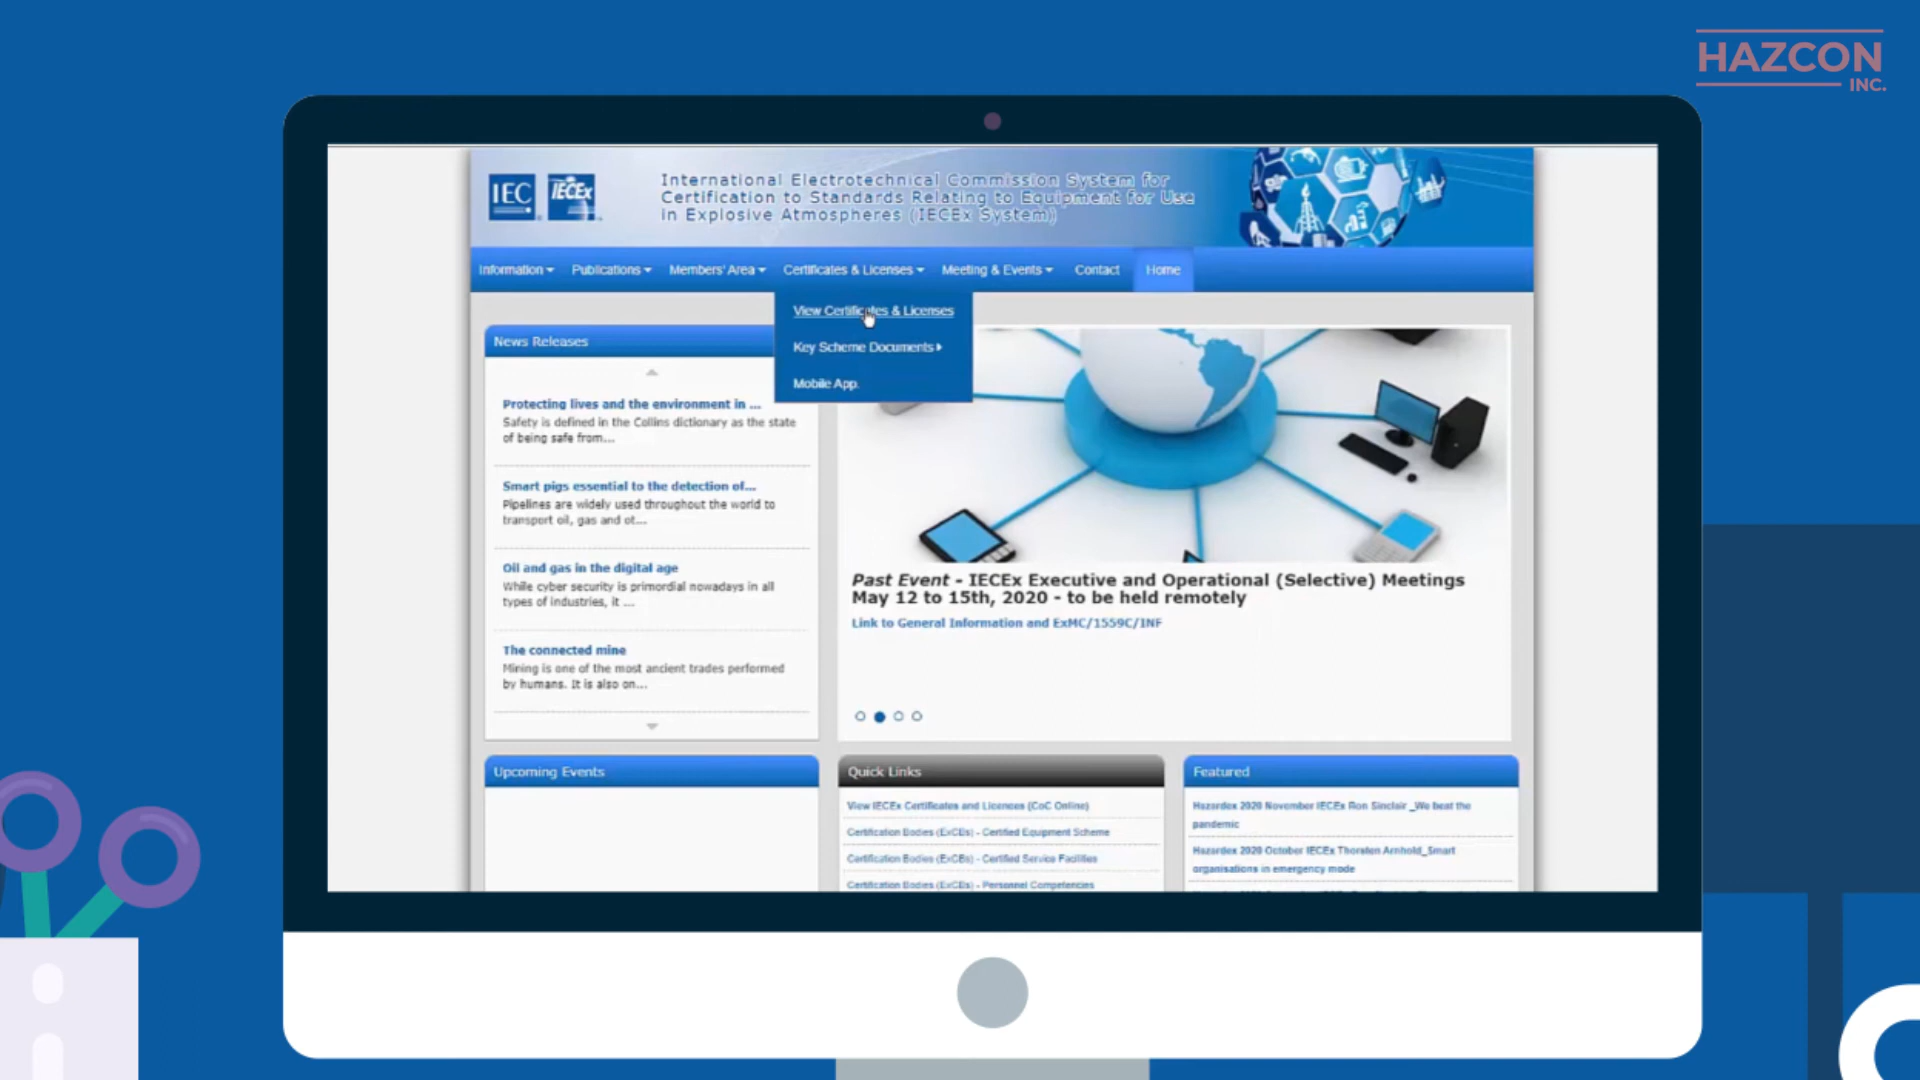 HAZCON
INC.
IEC
IECEx
International Electrotechnical Commission System for
Certification to Standards Relating to Equipment for Use
in Explosive Atmospheres (IECEx System)
Information
Publications
Members' Area
Certificates & Licenses
Meeting & Events
Contact
Home
View Certificates & Licenses
Key Scheme Documents
Mobile App.
News Releases
Protecting lives and the environment in ...
Safety is defined in the Collins dictionary as the state
of being safe from...
Smart pigs essential to the detection of...
Pipelines are widely used throughout the world to
transport oil, gas and ot...
Oil and gas in the digital age
While cyber security is primordial nowadays in all
types of industries, it ...
The connected mine
Mining is one of the most ancient trades performed
by humans. It is also on...
Past Event - IECEx Executive and Operational (Selective) Meetings
May 12 to 15th, 2020 - to be held remotely
Link to General Information and ExMC/1559C/INF
Upcoming Events
Quick Links
View IECEx Certificates and Licences (CoC Online)
Certification Bodies (ExCBs) - Certified Equipment Scheme
Certification Bodies (ExCBs) - Certified Service Facilities
Certification Bodies (ExCBs) - Personnel Competencies
Featured
Hazardex 2020 November IECEx Ron Sinclair _We beat the
pandemic
Hazardex 2020 October IECEx Thorsten Arnhold_Smart
organisations in emergency mode